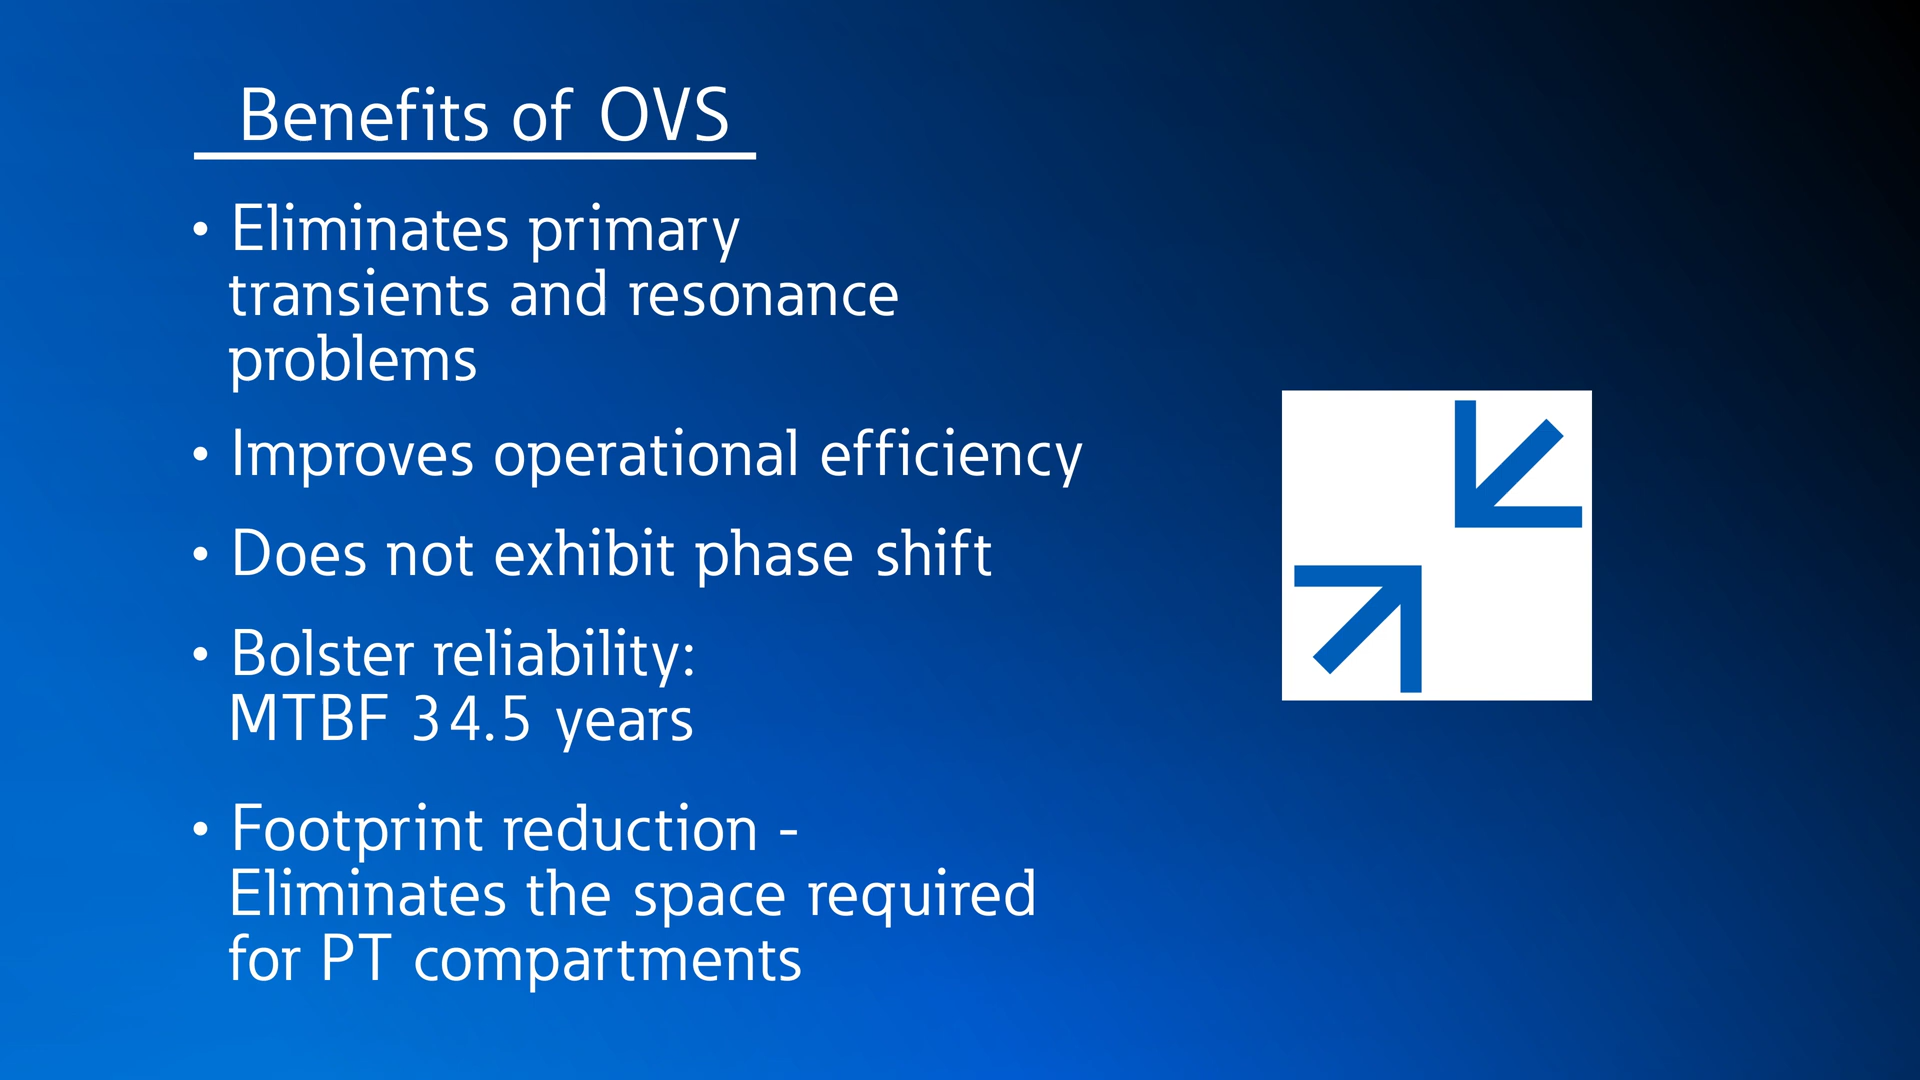 Benefits of OVS
• Eliminates primary
transients and resonance
problems
• Improves operational efficiency
• Does not exhibit phase shift
• Bolster reliability:
MTBF 34.5 years
• Footprint reduction -
Eliminates the space required
for PT compartments